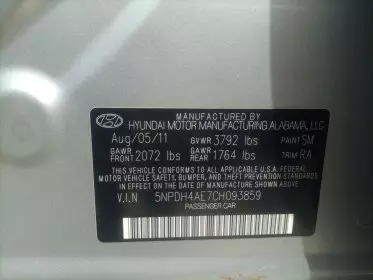 HYUNDAI MOTOR MANUFACTURING ALABAMA, LLC
Aug/05/11 GVWR 3792 lbs PAINT SM
GAWR FRONT 2072 lbs GAWR REAR 1764 lbs TRIM RA
THIS VEHICLE CONFORMS TO ALL APPLICABLE FEDERAL
MOTOR VEHICLE SAFETY, BUMPER, AND THEFT PREVENTION
STANDARDS IN EFFECT ON THE DATE OF MANUFACTURE
SHOWN ABOVE.
V.I.N 5NPDH4AE7CH093859
PASSENGER CAR